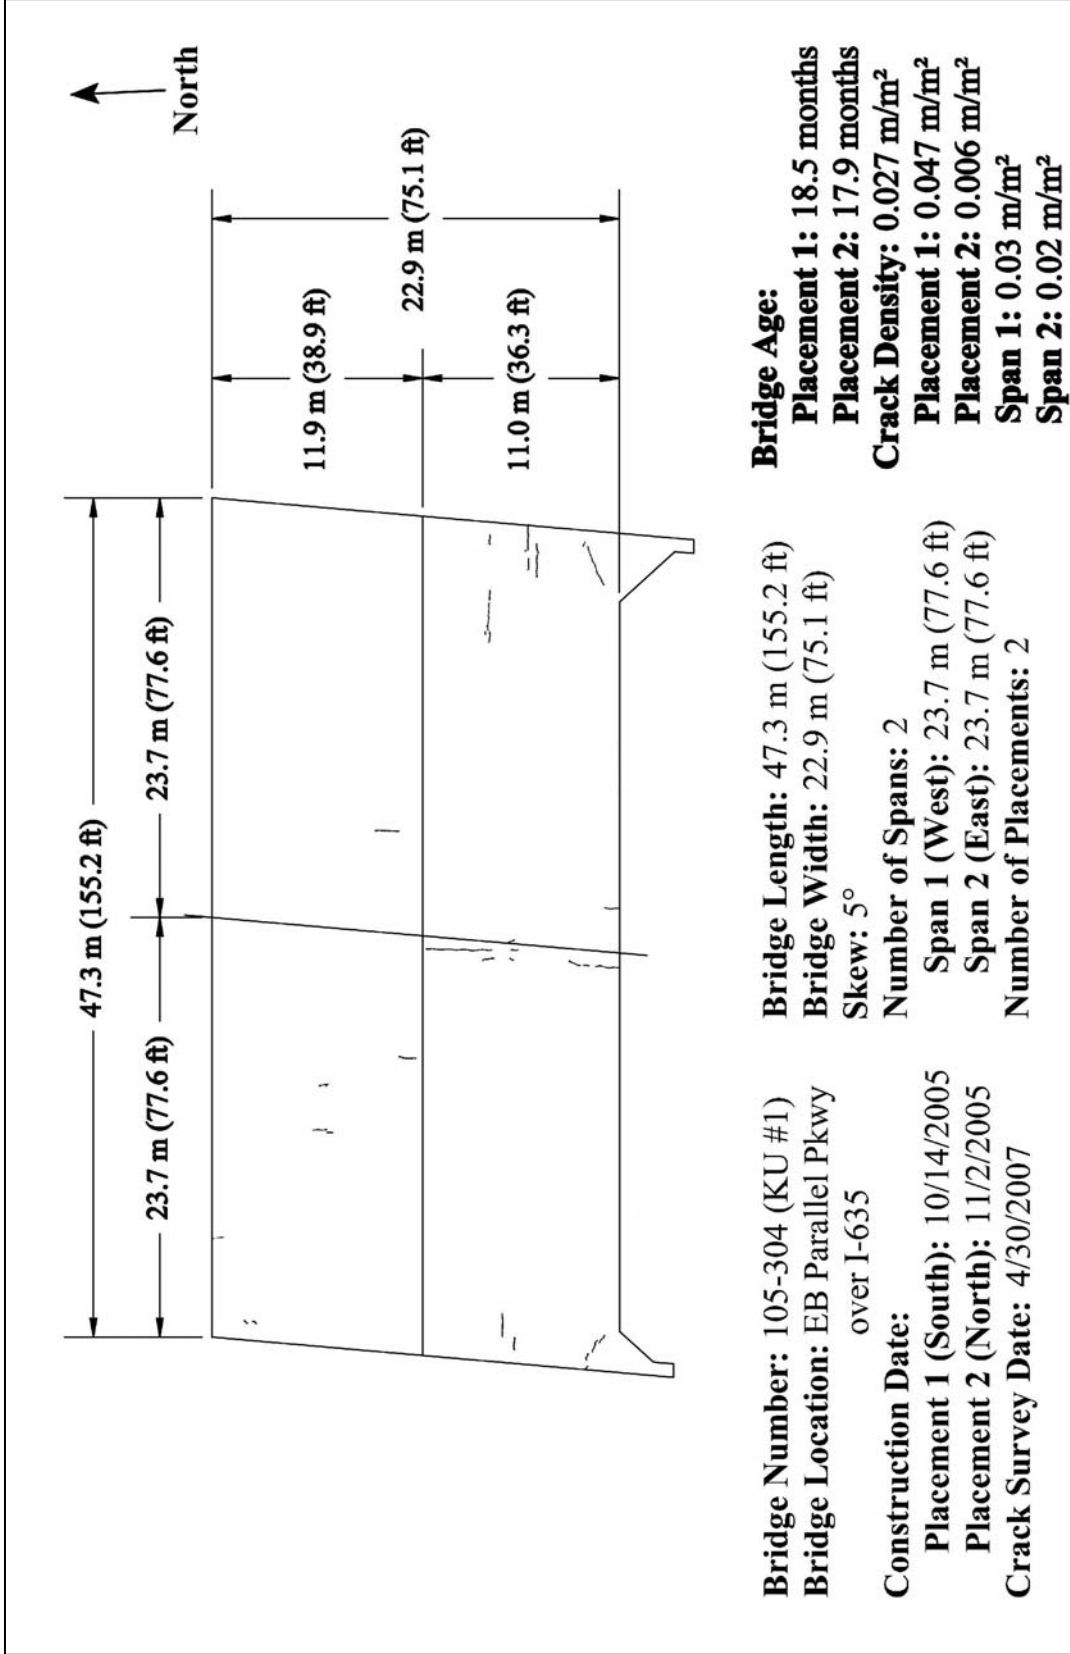 47.3 m (155.2 ft)
23.7 m (77.6 ft)
23.7 m (77.6 ft)
North
11.9 m (38.9 ft)
22.9 m (75.1 ft)
11.0 m (36.3 ft)
Bridge Number: 105-304 (KU #1)
Bridge Location: EB Parallel Pkwy
over I-635
Construction Date:
Placement 1 (South): 10/14/2005
Placement 2 (North): 11/2/2005
Crack Survey Date: 4/30/2007
Bridge Length: 47.3 m (155.2 ft)
Bridge Width: 22.9 m (75.1 ft)
Skew: 5°
Number of Spans: 2
Span 1 (West): 23.7 m (77.6 ft)
Span 2 (East): 23.7 m (77.6 ft)
Number of Placements: 2
Bridge Age:
Placement 1: 18.5 months
Placement 2: 17.9 months
Crack Density: 0.027 m/m²
Placement 1: 0.047 m/m²
Placement 2: 0.006 m/m²
Span 1: 0.03 m/m²
Span 2: 0.02 m/m²